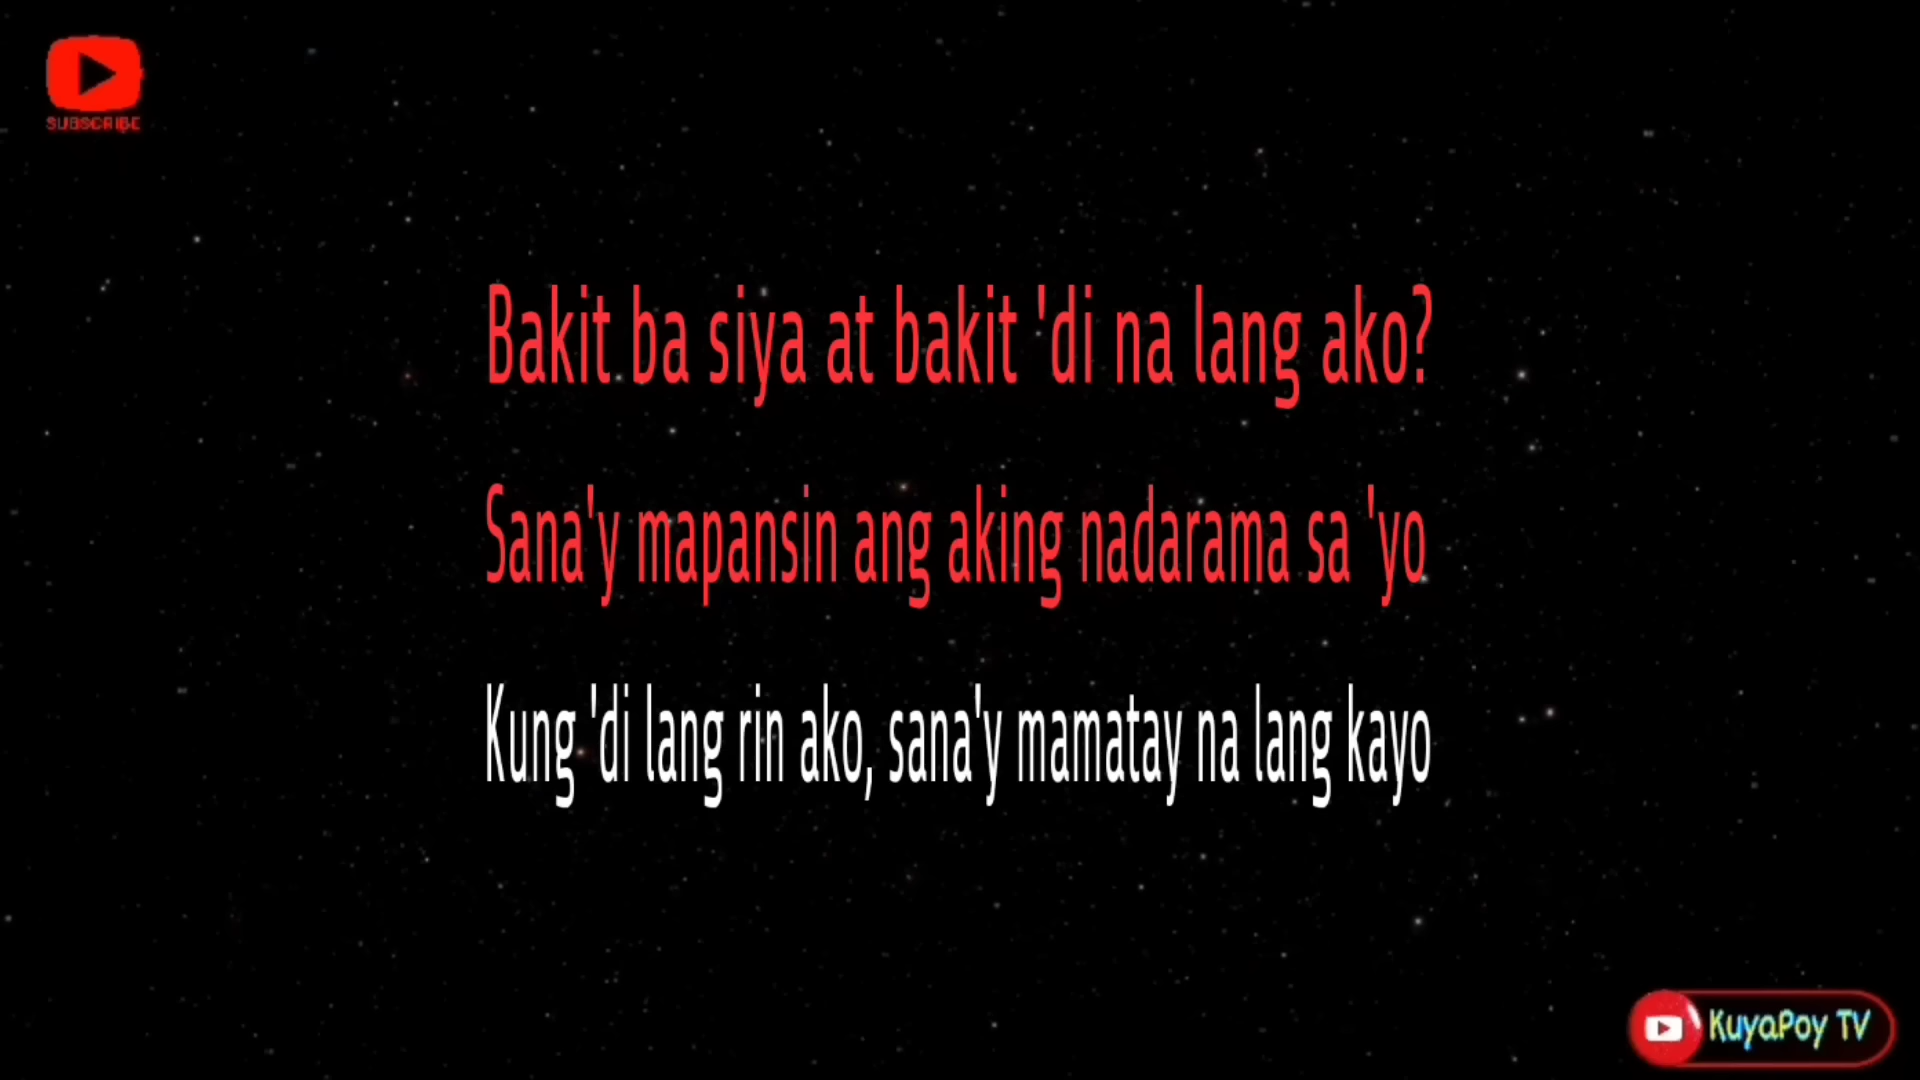 SUBSCRIBE
Bakit ba siya at bakit 'di na lang ako?
Sana'y mapansin ang aking nadarama sa 'yo
Kung 'di lang rin ako, sana'y mamatay na lang kayo
KuyaPoy TV